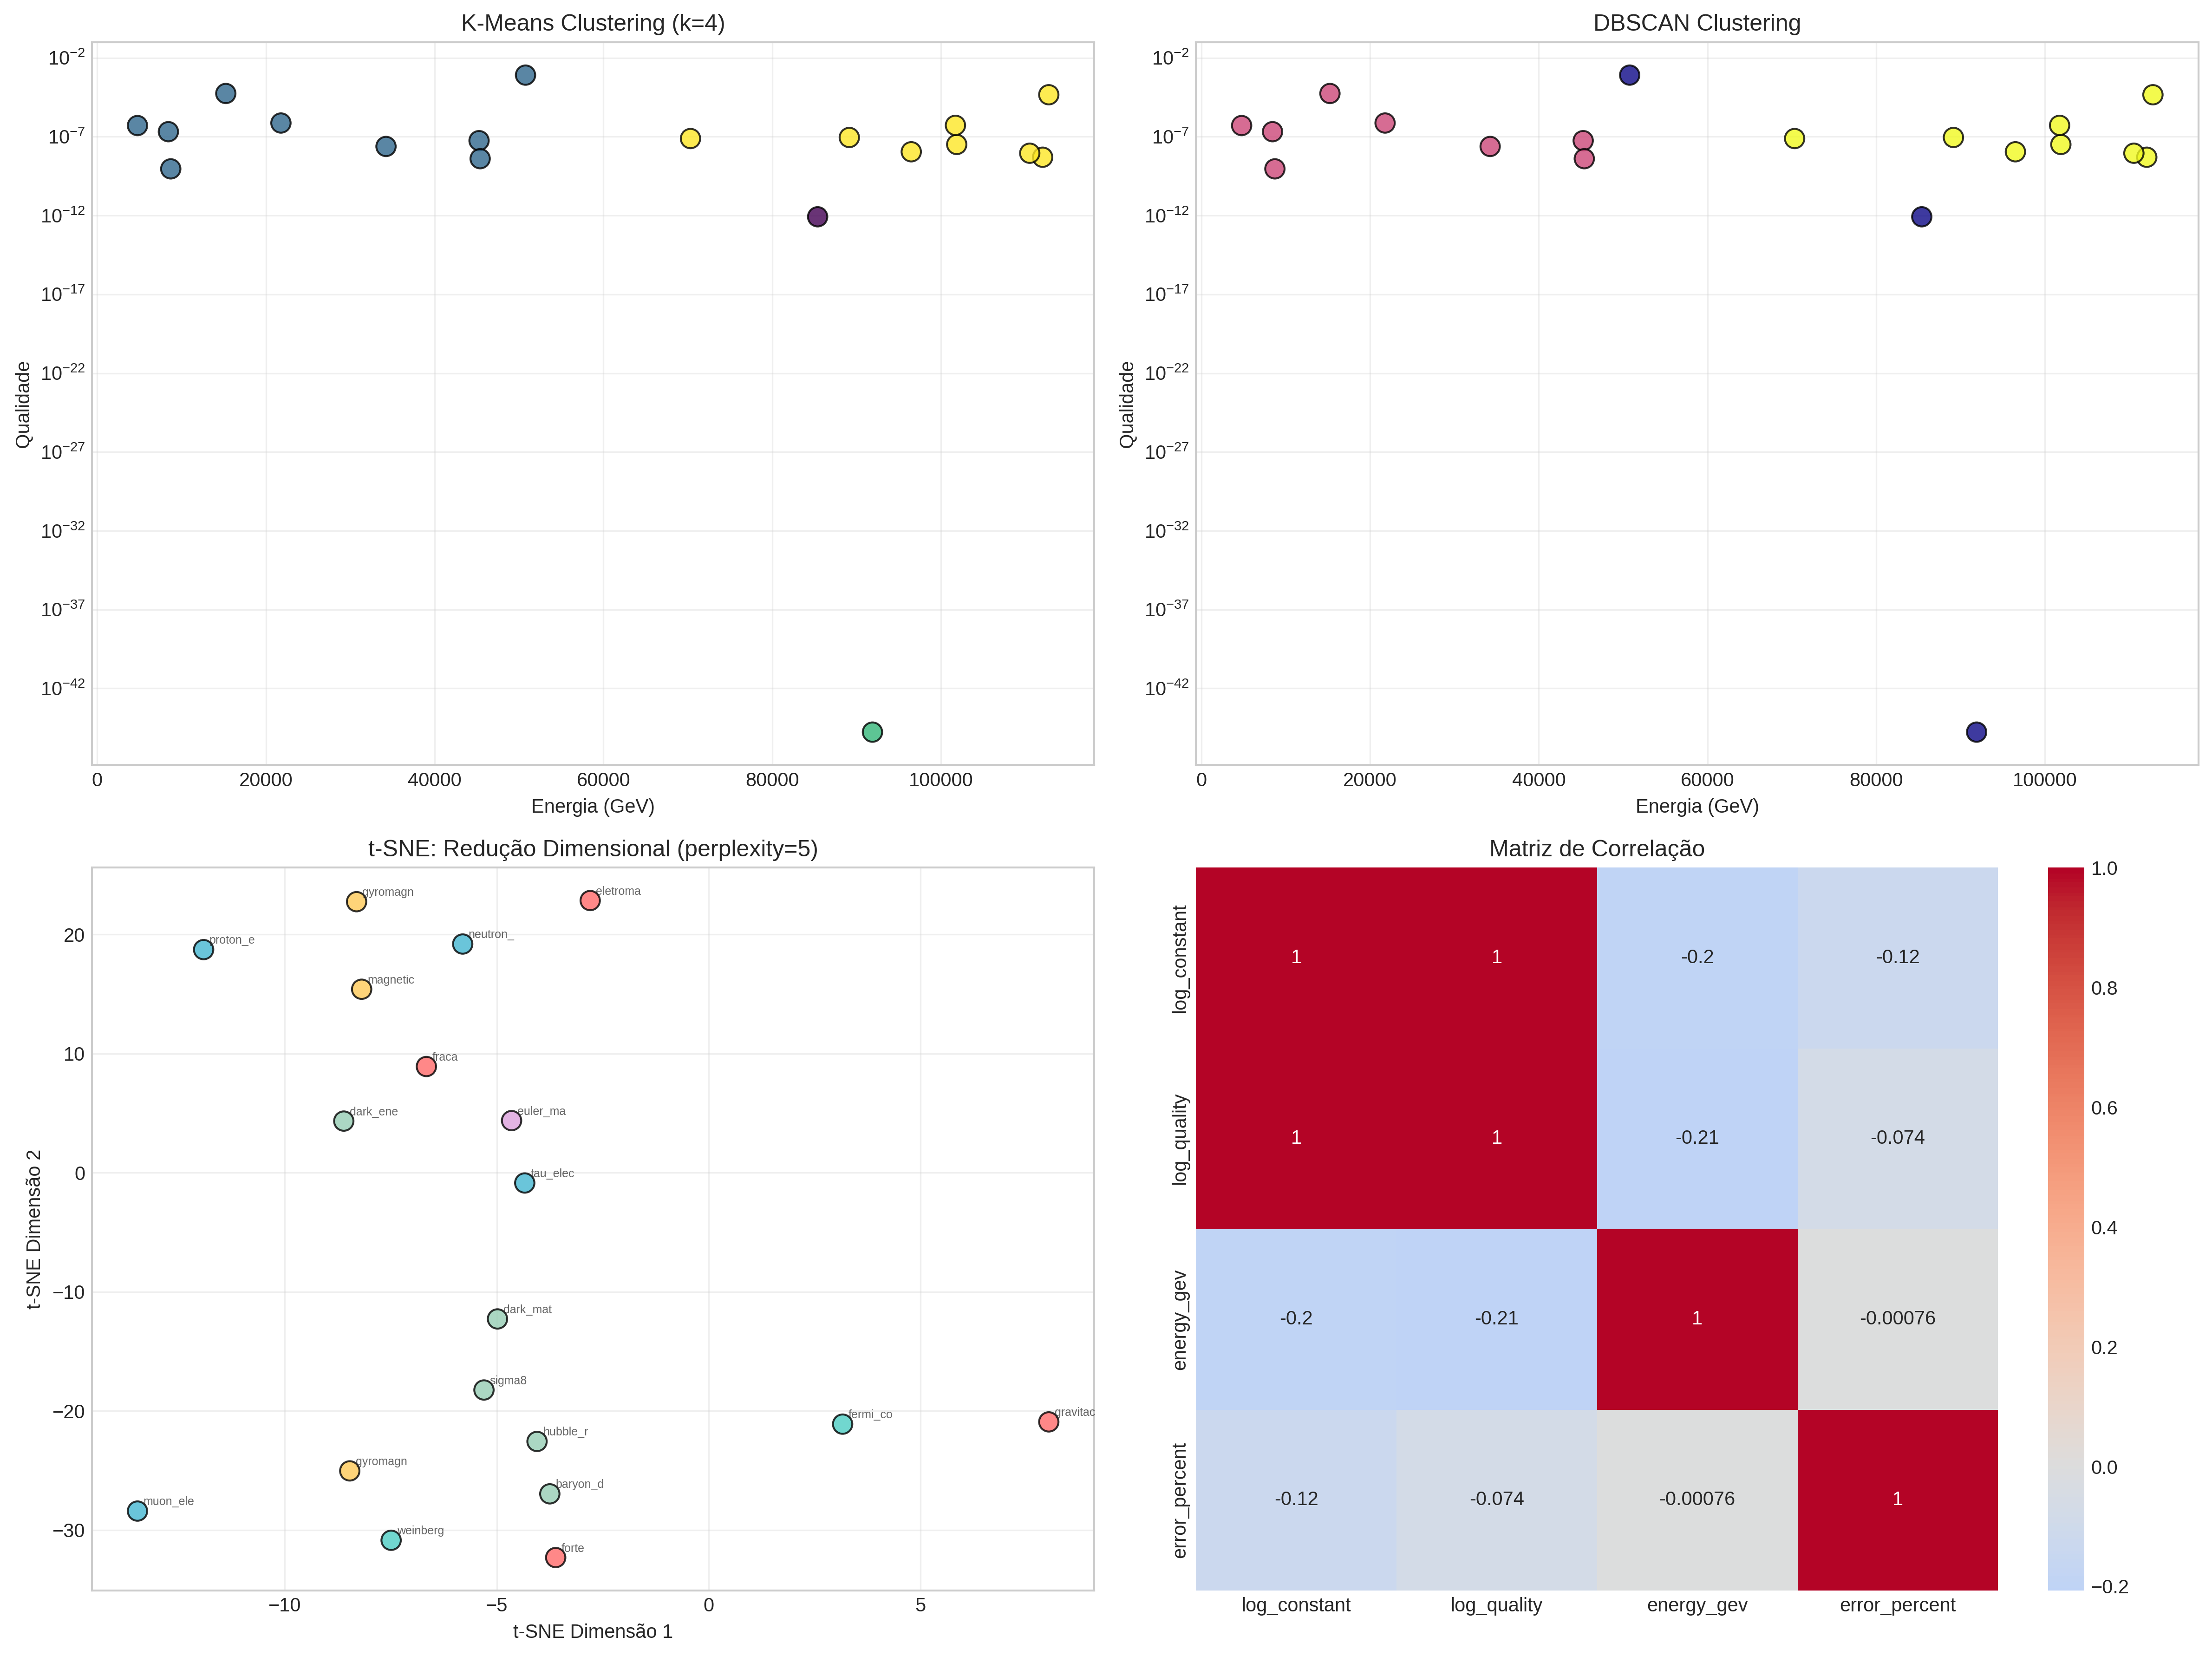 K-Means Clustering (k=4)
10⁻²
10⁻⁷
10⁻¹²
10⁻¹⁷
10⁻²²
10⁻²⁷
10⁻³²
10⁻³⁷
10⁻⁴²
Qualidade
0 20000 40000 60000 80000 100000
Energia (GeV)
DBSCAN Clustering
10⁻²
10⁻⁷
10⁻¹²
10⁻¹⁷
10⁻²²
10⁻²⁷
10⁻³²
10⁻³⁷
10⁻⁴²
Qualidade
0 20000 40000 60000 80000 100000
Energia (GeV)
t-SNE: Redução Dimensional (perplexity=5)
20
10
0
−10
−20
−30
t-SNE Dimensão 2
gyromagn
eletroma
proton_e
neutron_
magnetic
fraca
dark_ene
euler_ma
tau_elec
dark_mat
sigma8
fermi_co
gravitac
hubble_r
gyromagn
baryon_d
muon_ele
weinberg
forte
−10 −5 0 5
t-SNE Dimensão 1
Matriz de Correlação
log_constant
1 1 -0.2 -0.12
log_quality
1 1 -0.21 -0.074
energy_gev
-0.2 -0.21 1 -0.00076
error_percent
-0.12 -0.074 -0.00076 1
log_constant log_quality energy_gev error_percent
1.0
0.8
0.6
0.4
0.2
0.0
−0.2